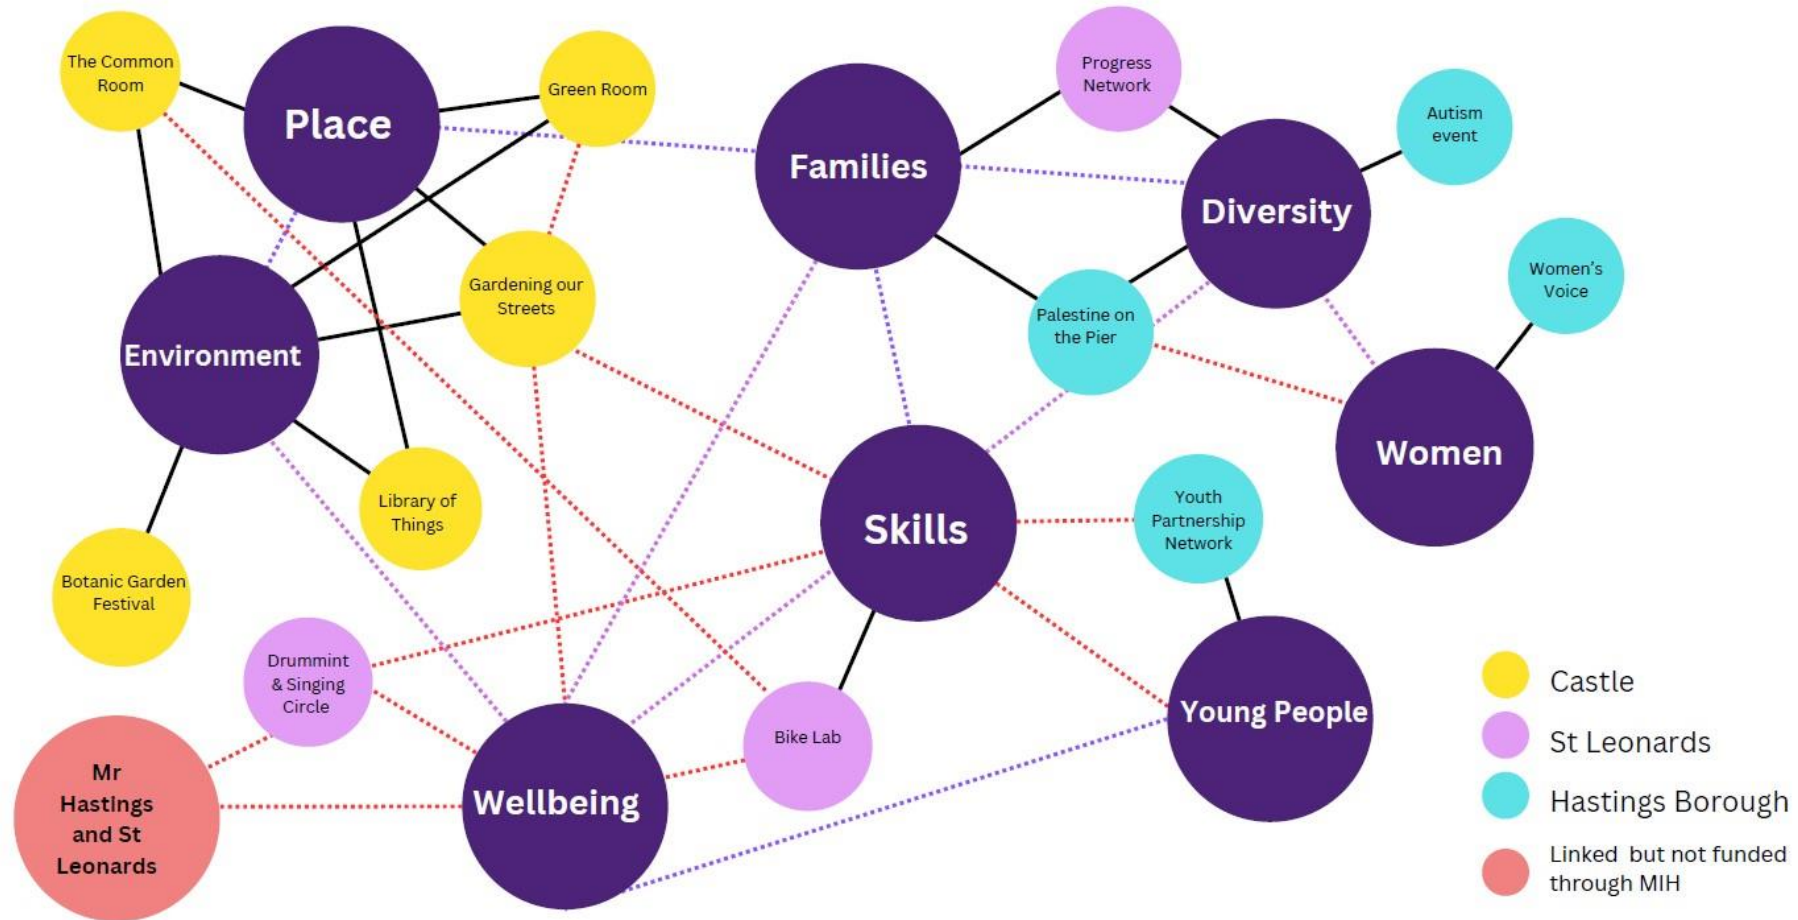 The Common
Room
Place
Green Room
Progress
Network
Families
Autism
event
Diversity
Women's
Voice
Gardening our
Streets
Palestine on
the Pier
Environment
Women
Library of
Things
Skills
Youth
Partnership
Network
Botanic Garden
Festival
Drummint
& Singing
Circle
Bike Lab
Young People
Mr
Hastings
and St
Leonards
Wellbeing
Castle
St Leonards
Hastings Borough
Linked but not funded
through MIH